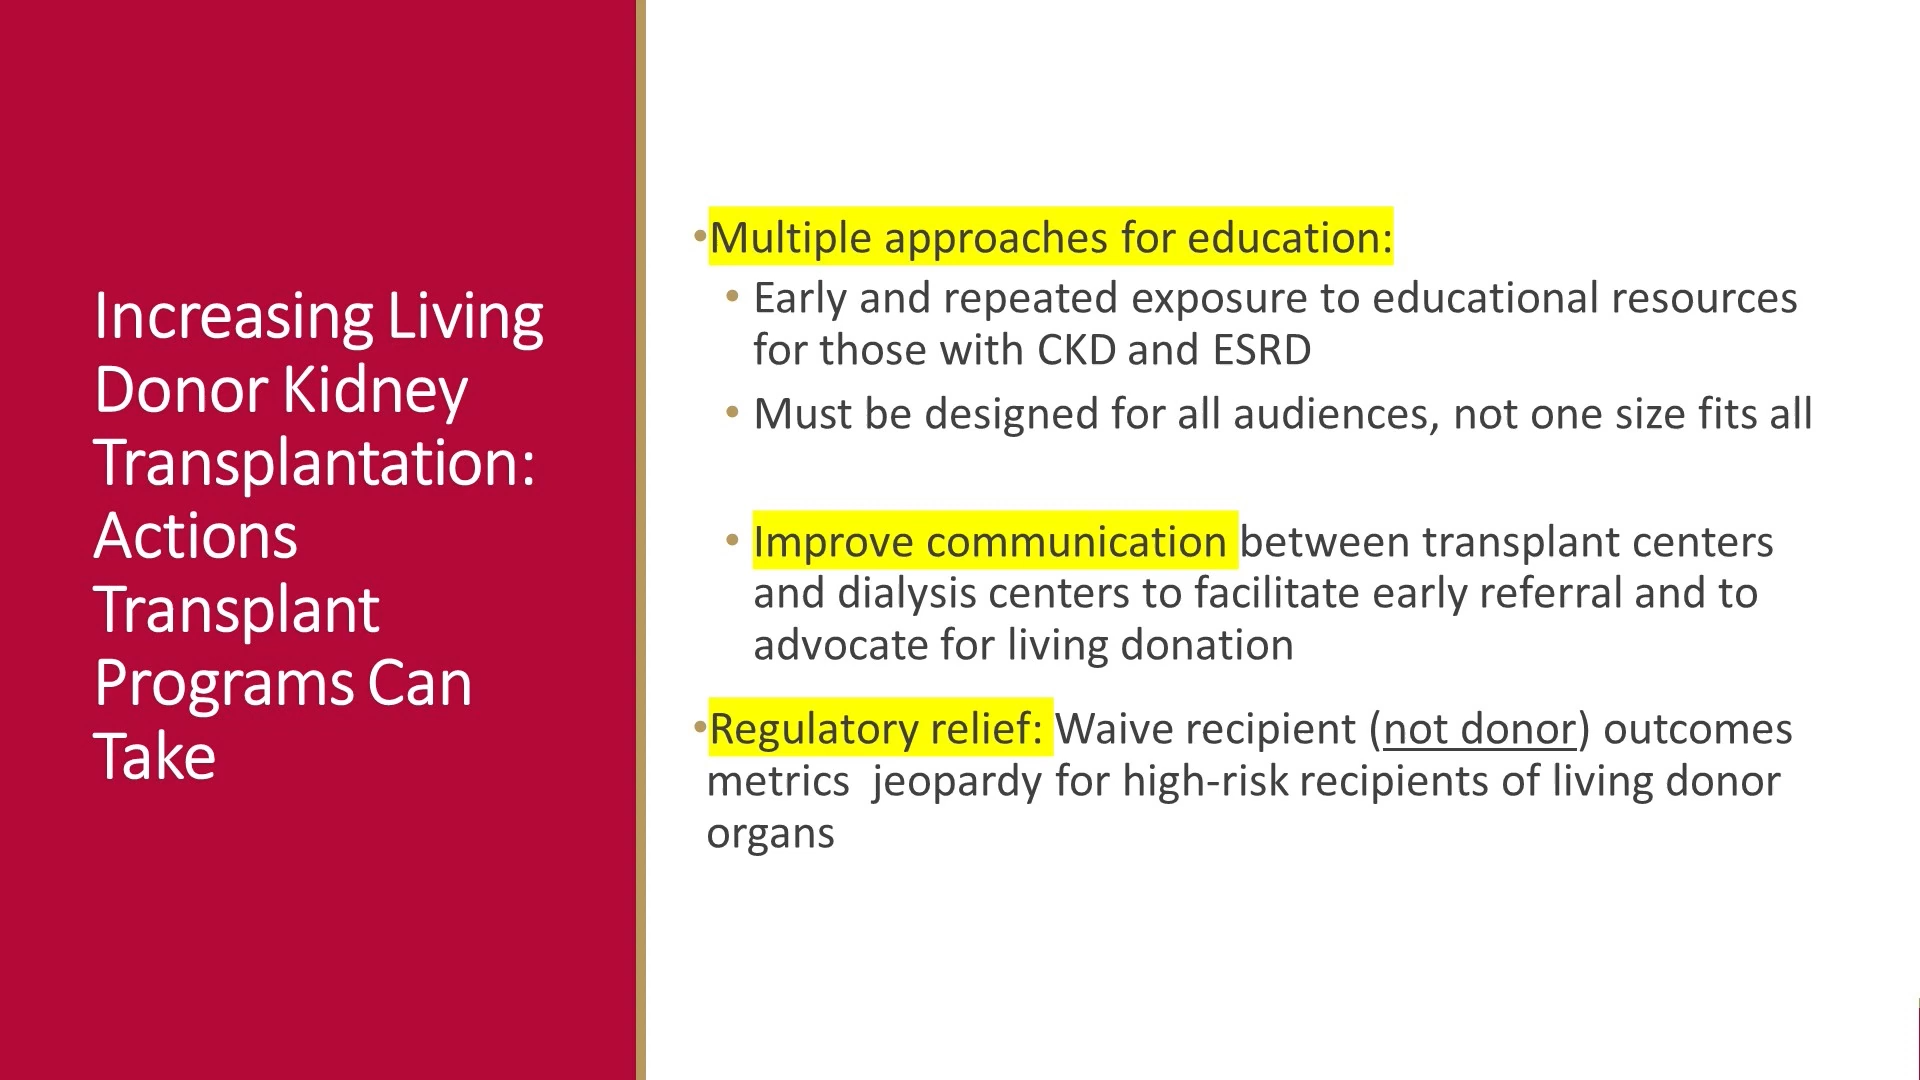 Increasing Living
Donor Kidney
Transplantation:
Actions
Transplant
Programs Can
Take
•Multiple approaches for education:
• Early and repeated exposure to educational resources
for those with CKD and ESRD
• Must be designed for all audiences, not one size fits all
• Improve communication between transplant centers
and dialysis centers to facilitate early referral and to
advocate for living donation
•Regulatory relief: Waive recipient (not donor) outcomes
metrics  jeopardy for high-risk recipients of living donor
organs